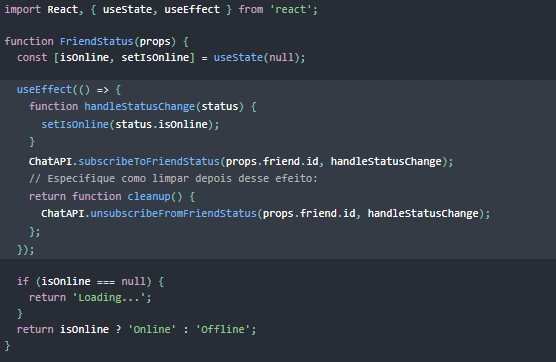 import React, { useState, useEffect } from 'react';
function FriendStatus(props) {
const [isOnline, setIsOnline] = useState(null);
useEffect(() => {
function handleStatusChange(status) {
setIsOnline(status.isOnline);
}
ChatAPI.subscribeToFriendStatus(props.friend.id, handleStatusChange);
// Especifique como limpar depois desse efeito:
return function cleanup() {
ChatAPI.unsubscribeFromFriendStatus(props.friend.id, handleStatusChange);
};
});
if (isOnline === null) {
return 'Loading...';
}
return isOnline ? 'Online' : 'Offline';
}